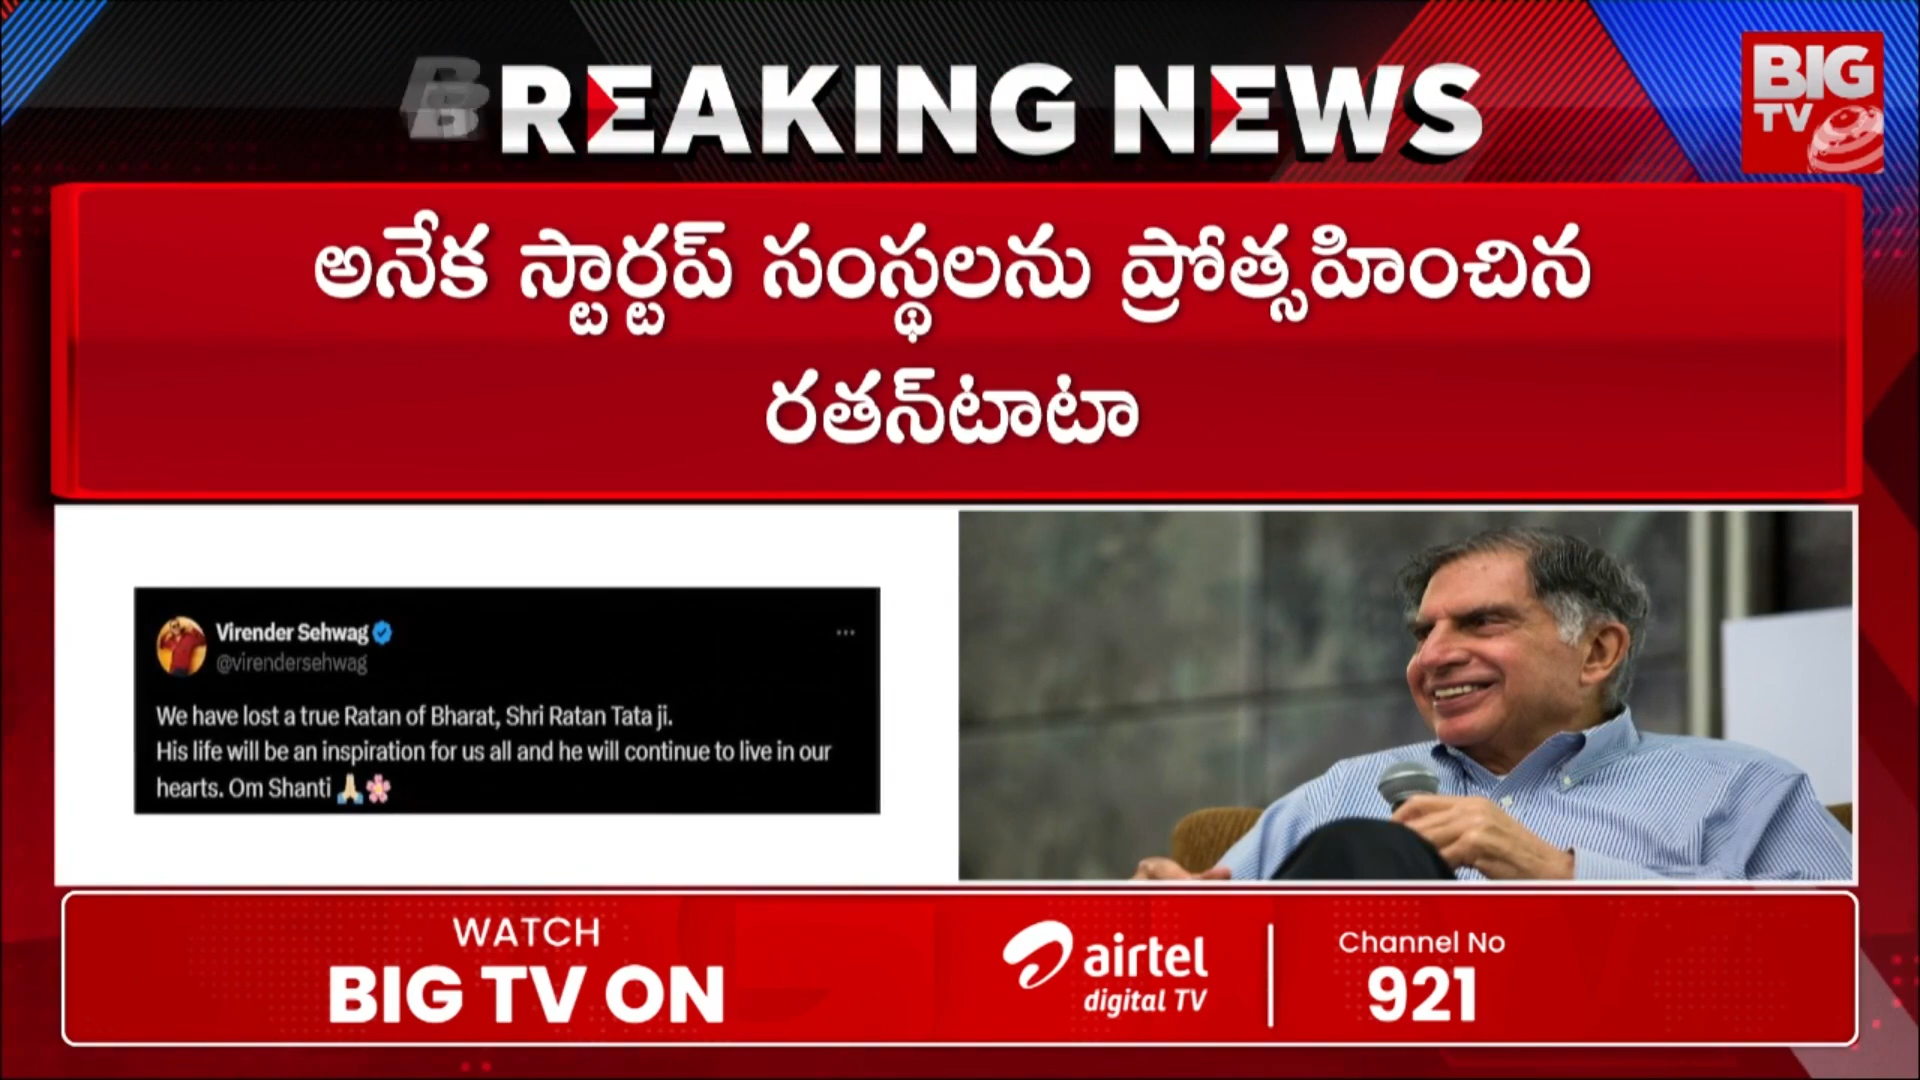 BREAKING NEWS
BIG
TV
అనేక స్టార్టప్ సంస్థలను ప్రోత్సహించిన
రతన్‌టాటా
Virender Sehwag
@virendersehwag
We have lost a true Ratan of Bharat, Shri Ratan Tata ji.
His life will be an inspiration for us all and he will continue to live in our
hearts. Om Shanti 🙏🏻🌸
WATCH
BIG TV ON
airtel
digital TV
Channel No
921